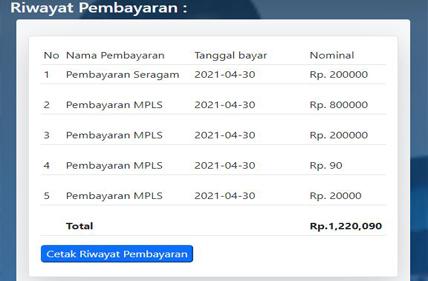 Riwayat Pembayaran :
No Nama Pembayaran Tanggal bayar Nominal
1 Pembayaran Seragam 2021-04-30 Rp. 200000
2 Pembayaran MPLS 2021-04-30 Rp. 800000
3 Pembayaran MPLS 2021-04-30 Rp. 200000
4 Pembayaran MPLS 2021-04-30 Rp. 90
5 Pembayaran MPLS 2021-04-30 Rp. 20000
Total Rp.1,220,090
Cetak Riwayat Pembayaran